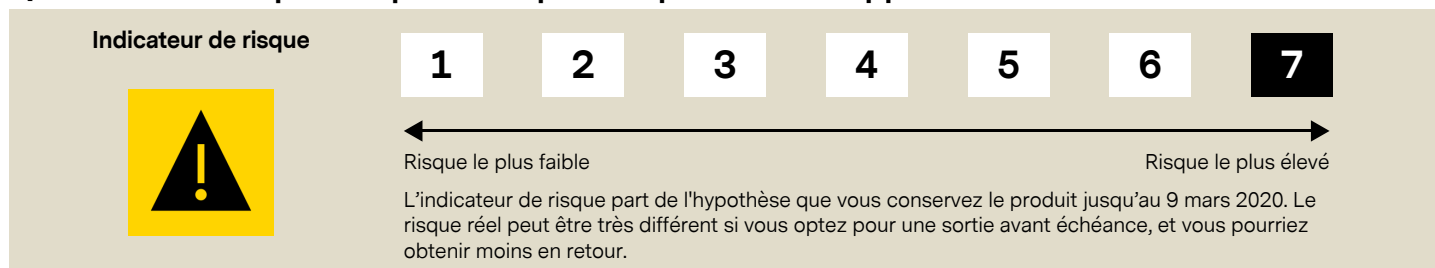 Indicateur de risque
1 2 3 4 5 6 7
Risque le plus faible Risque le plus élevé
L’indicateur de risque part de l'hypothèse que vous conservez le produit jusqu’au 9 mars 2020. Le
risque réel peut être très différent si vous optez pour une sortie avant échéance, et vous pourriez
obtenir moins en retour.